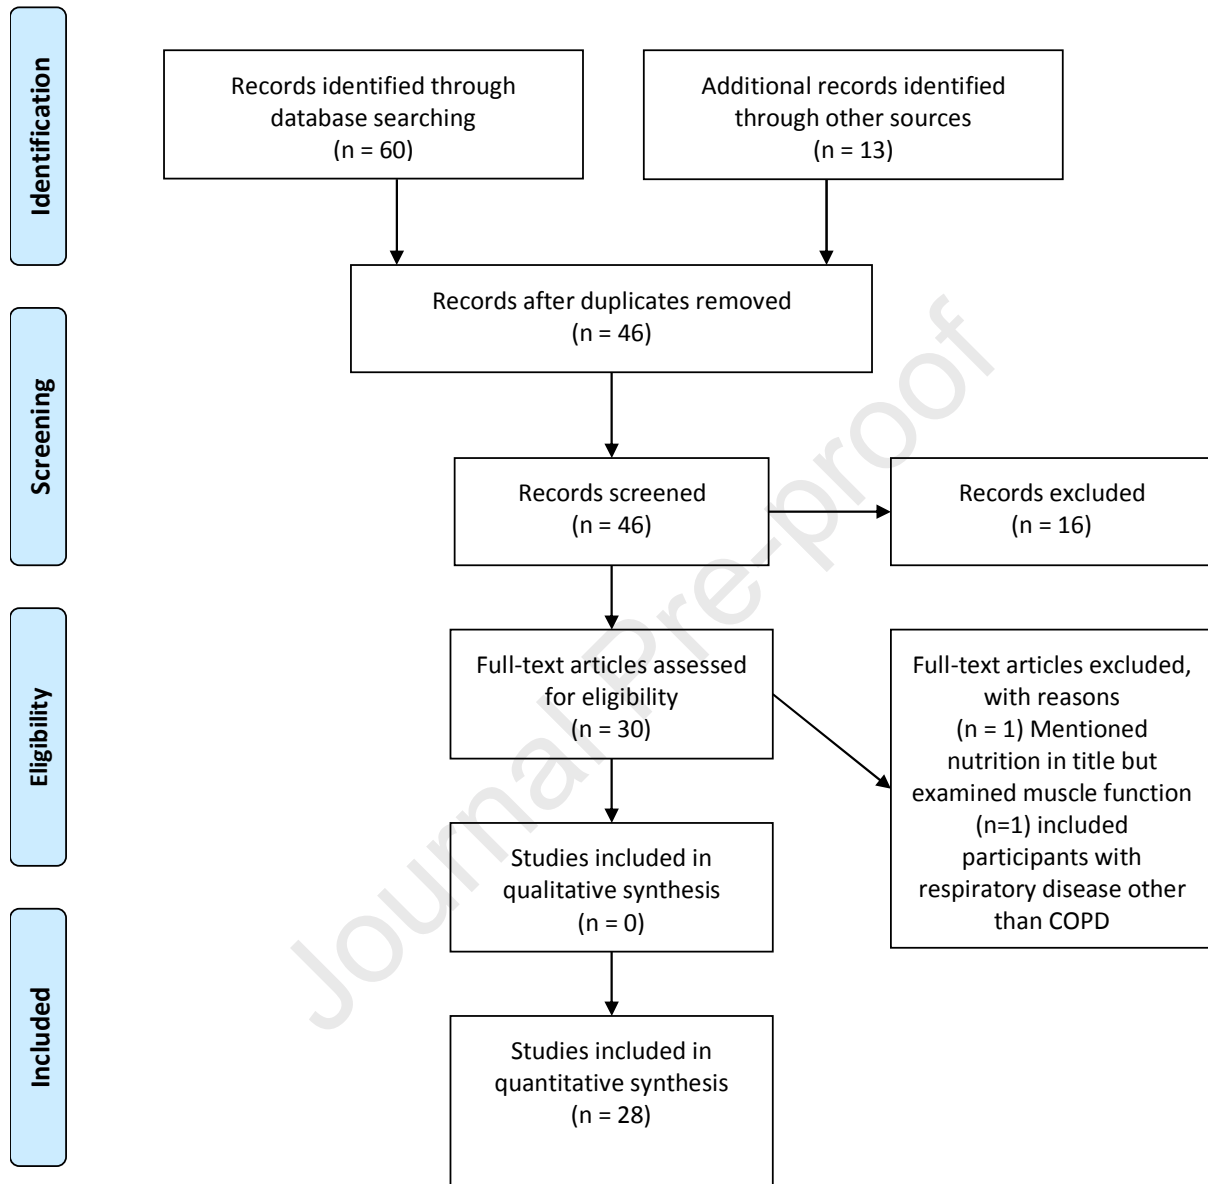 Identification
Records identified through
database searching
(n = 60)
Additional records identified
through other sources
(n = 13)
Records after duplicates removed
(n = 46)
Screening
Records screened
(n = 46)
Records excluded
(n = 16)
Eligibility
Full-text articles assessed
for eligibility
(n = 30)
Full-text articles excluded,
with reasons
(n = 1) Mentioned
nutrition in title but
examined muscle function
(n=1) included
participants with
respiratory disease other
than COPD
Studies included in
qualitative synthesis
(n = 0)
Included
Studies included in
quantitative synthesis
(n = 28)
Journal Pre-proof